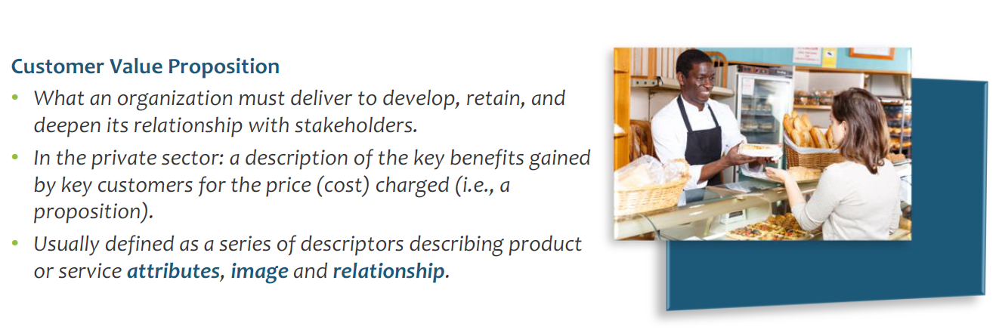 Customer Value Proposition
• What an organization must deliver to develop, retain, and
deepen its relationship with stakeholders.
• In the private sector: a description of the key benefits gained
by key customers for the price (cost) charged (i.e., a
proposition).
• Usually defined as a series of descriptors describing product
or service attributes, image and relationship.